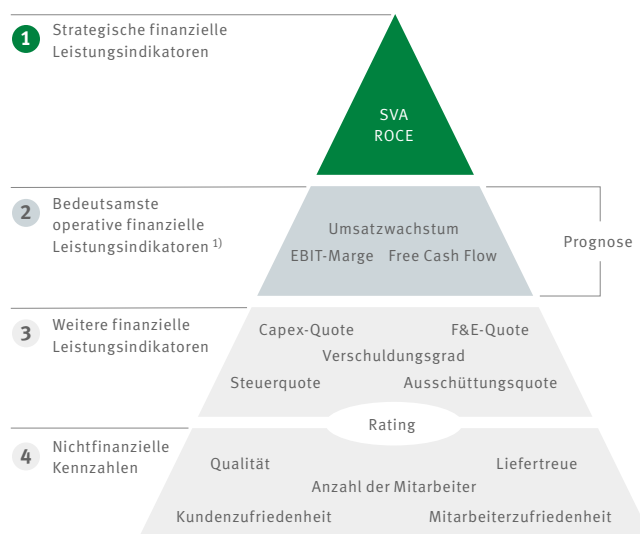 1 Strategische finanzielle
Leistungsindikatoren
SVA
ROCE
2 Bedeutsamste
operative finanzielle
Leistungsindikatoren 1)
Umsatzwachstum
EBIT-Marge Free Cash Flow
Prognose
3 Weitere finanzielle
Leistungsindikatoren
Capex-Quote F&E-Quote
Verschuldungsgrad
Steuerquote Ausschüttungsquote
Rating
4 Nichtfinanzielle
Kennzahlen
Qualität Liefertreue
Anzahl der Mitarbeiter
Kundenzufriedenheit Mitarbeiterzufriedenheit